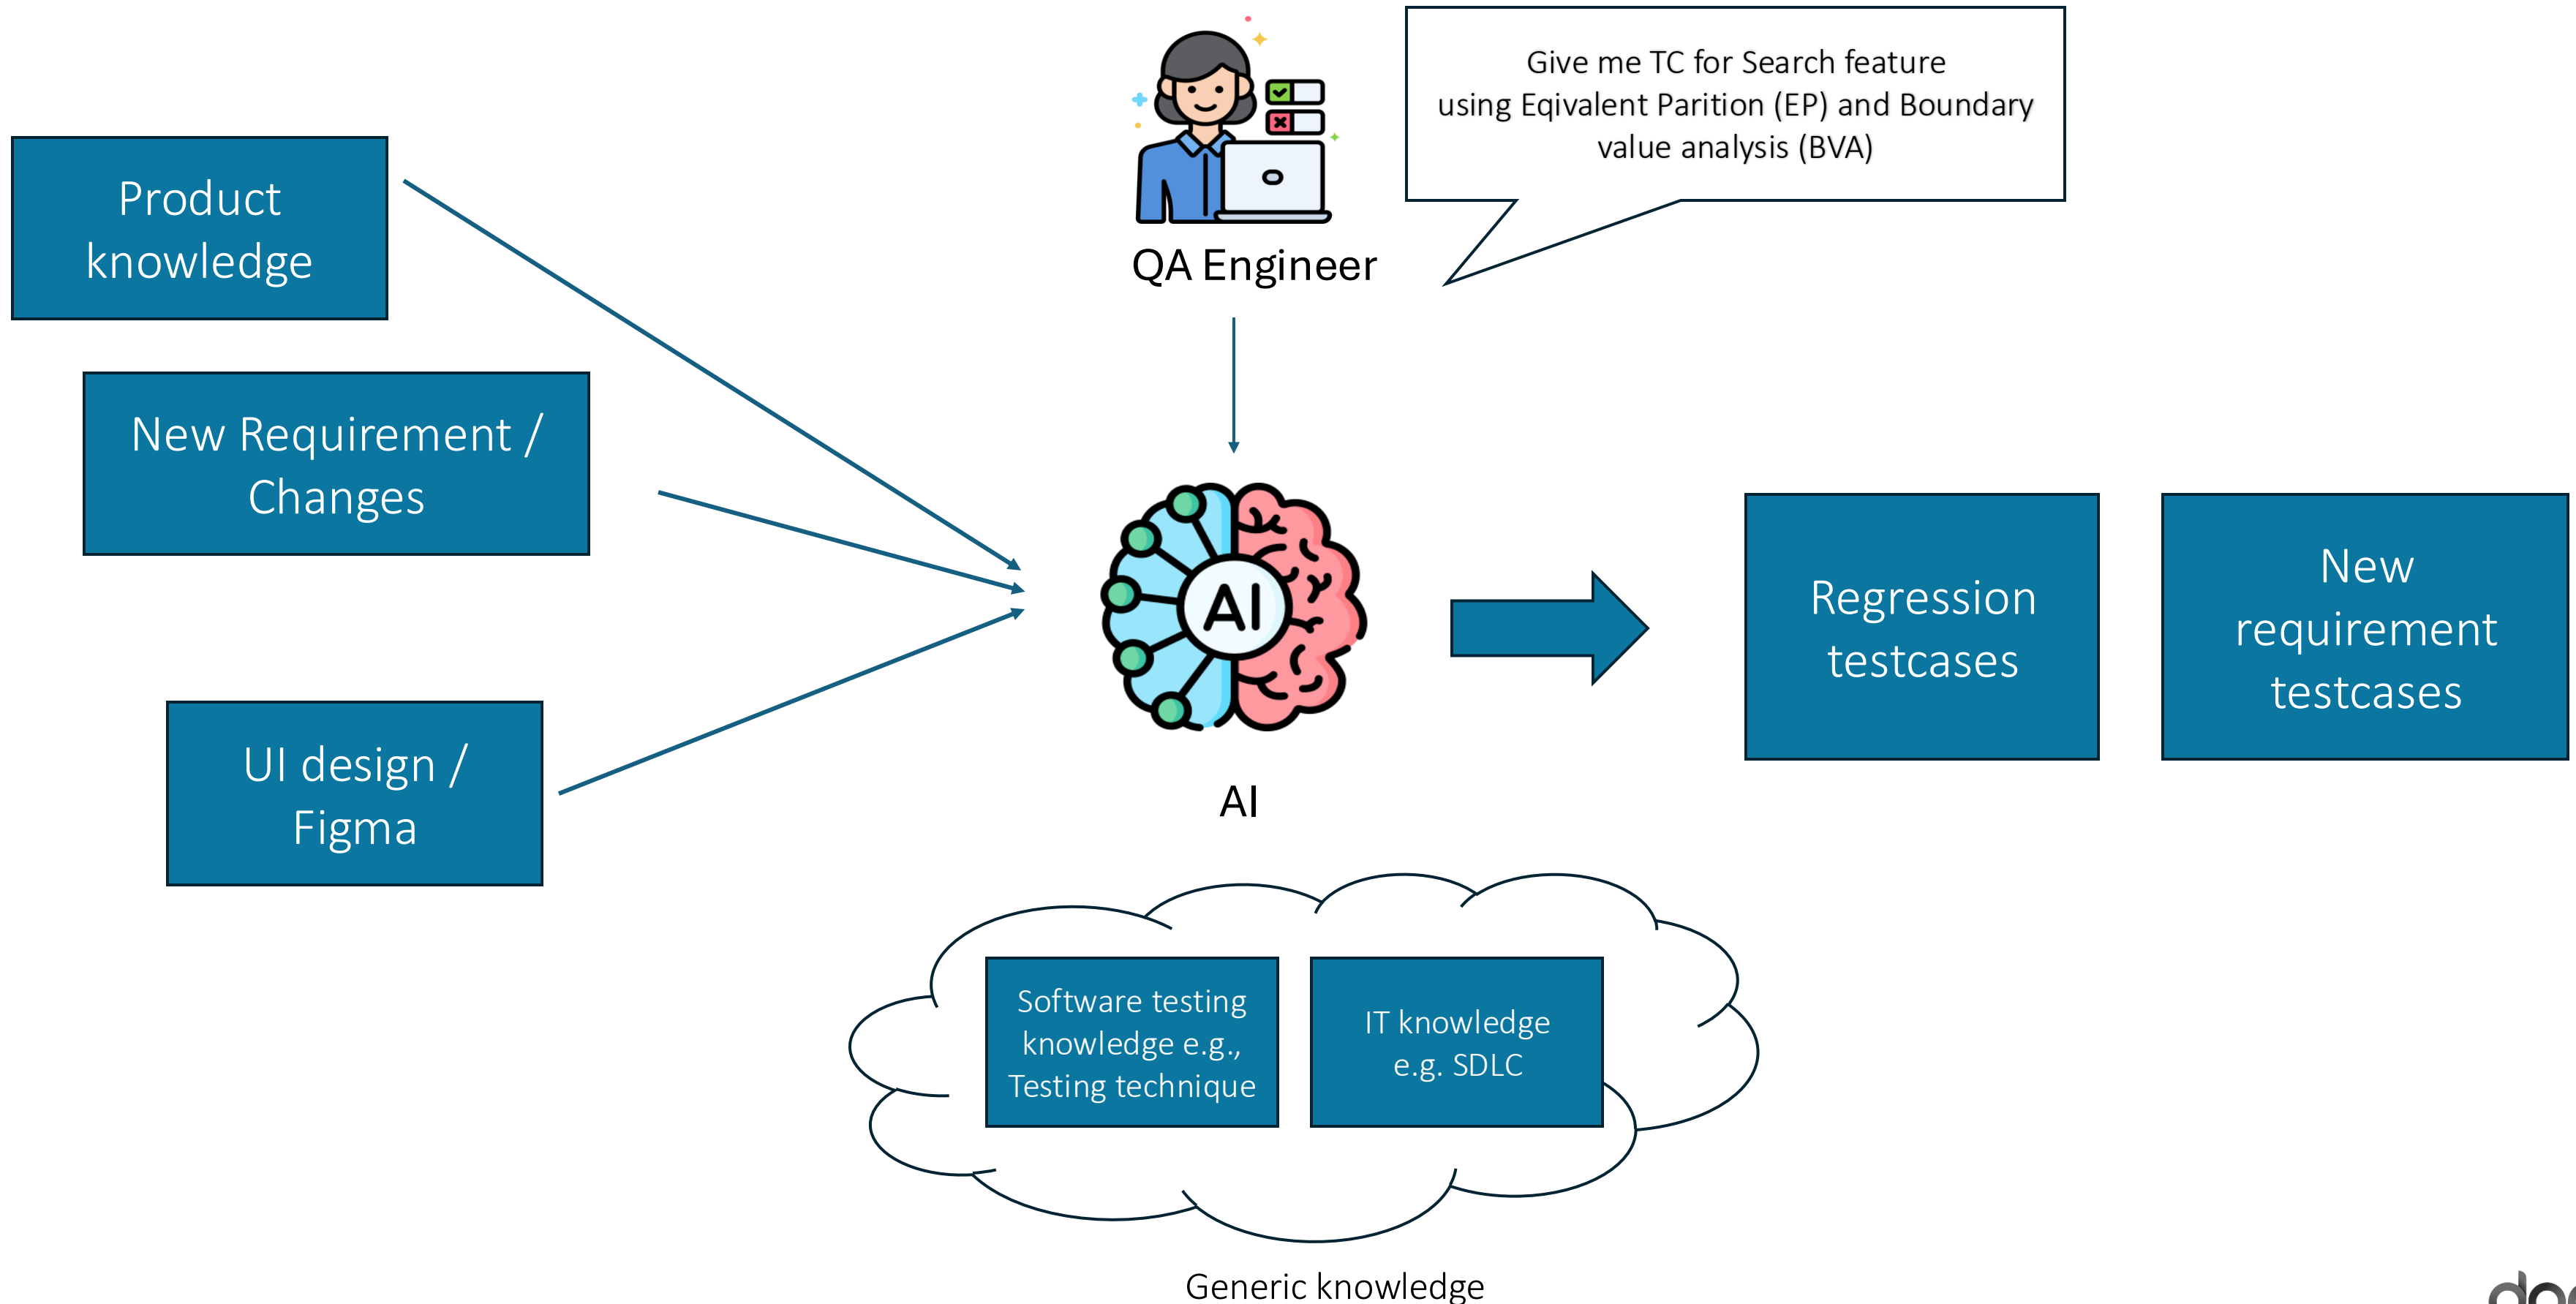 Give me TC for Search feature
using Eqivalent Parition (EP) and Boundary
value analysis (BVA)
QA Engineer
Product
knowledge
New Requirement /
Changes
UI design /
Figma
AI
AI
Regression
testcases
New
requirement
testcases
Software testing
knowledge e.g.,
Testing technique
IT knowledge
e.g. SDLC
Generic knowledge